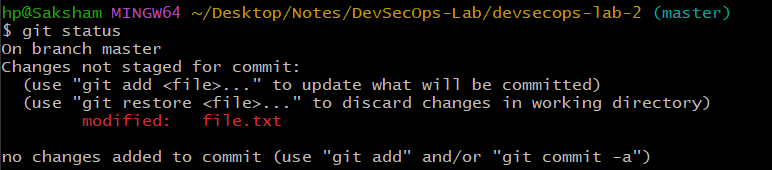 hp@Saksham MINGW64 ~/Desktop/Notes/DevSecOps-Lab/devsecops-lab-2 (master)
$ git status
On branch master
Changes not staged for commit:
  (use "git add <file>..." to update what will be committed)
  (use "git restore <file>..." to discard changes in working directory)
        modified:   file.txt

no changes added to commit (use "git add" and/or "git commit -a")